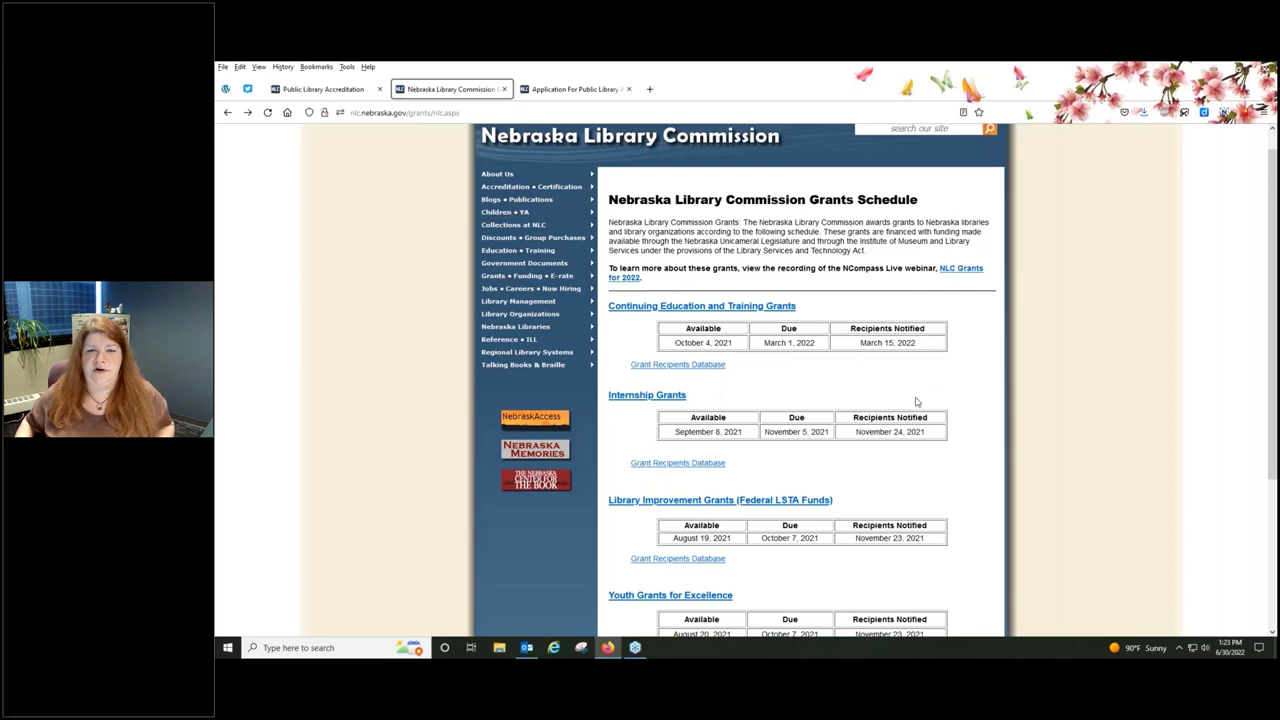 File Edit View History Bookmarks Tools Help
Public Library Accreditation × Nebraska Library Commission × Application For Public Library ×
nlc.nebraska.gov/grants/nlc.aspx
Nebraska Library Commission
search our site
About Us
Accreditation • Certification
Blogs • Publications
Children • YA
Collections at NLC
Discounts • Group Purchases
Education • Training
Government Documents
Grants • Funding • E-rate
Jobs • Careers • Now Hiring
Library Management
Library Organizations
Nebraska Libraries
Reference • ILL
Regional Library Systems
Talking Books & Braille
NebraskAccess
NEBRASKA
MEMORIES
THE NEBRASKA
CENTER FOR
THE BOOK
Nebraska Library Commission Grants Schedule
Nebraska Library Commission Grants: The Nebraska Library Commission awards grants to Nebraska libraries
and library organizations according to the following schedule. These grants are financed with funding made
available through the Nebraska Unicameral Legislature and through the Institute of Museum and Library
Services under the provisions of the Library Services and Technology Act.
To learn more about these grants, view the recording of the NCompass Live webinar, NLC Grants
for 2022.
Continuing Education and Training Grants
Available Due Recipients Notified
October 4, 2021 March 1, 2022 March 15, 2022
Grant Recipients Database
Internship Grants
Available Due Recipients Notified
September 8, 2021 November 5, 2021 November 24, 2021
Grant Recipients Database
Library Improvement Grants (Federal LSTA Funds)
Available Due Recipients Notified
August 19, 2021 October 7, 2021 November 23, 2021
Grant Recipients Database
Youth Grants for Excellence
Available Due Recipients Notified
August 20, 2021 October 7, 2021 November 23, 2021
Type here to search
90°F Sunny
1:23 PM
6/30/2022